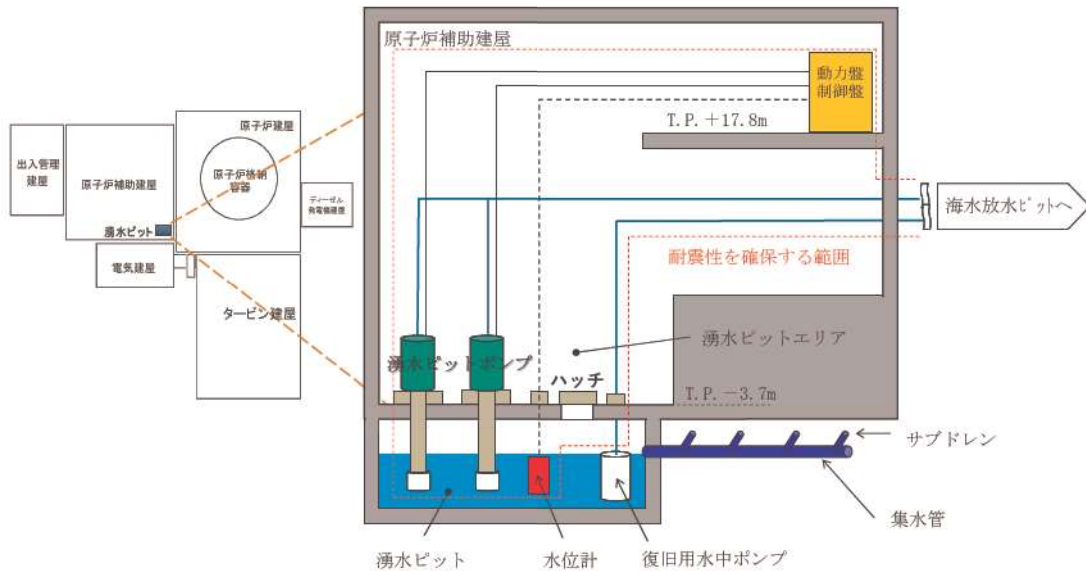 原子炉補助建屋
動力盤
制御盤
T.P.＋17.8m
海水放水ﾋﾟｯﾄへ
耐震性を確保する範囲
湧水ピットエリア
湧水ピットポンプ
ハッチ
T.P.－3.7m
サブドレン
集水管
湧水ピット
水位計
復旧用水中ポンプ
出入管理
建屋
原子炉補助建屋
原子炉建屋
原子炉格納
容器
ディーゼル
発電機建屋
湧水ピット
電気建屋
タービン建屋